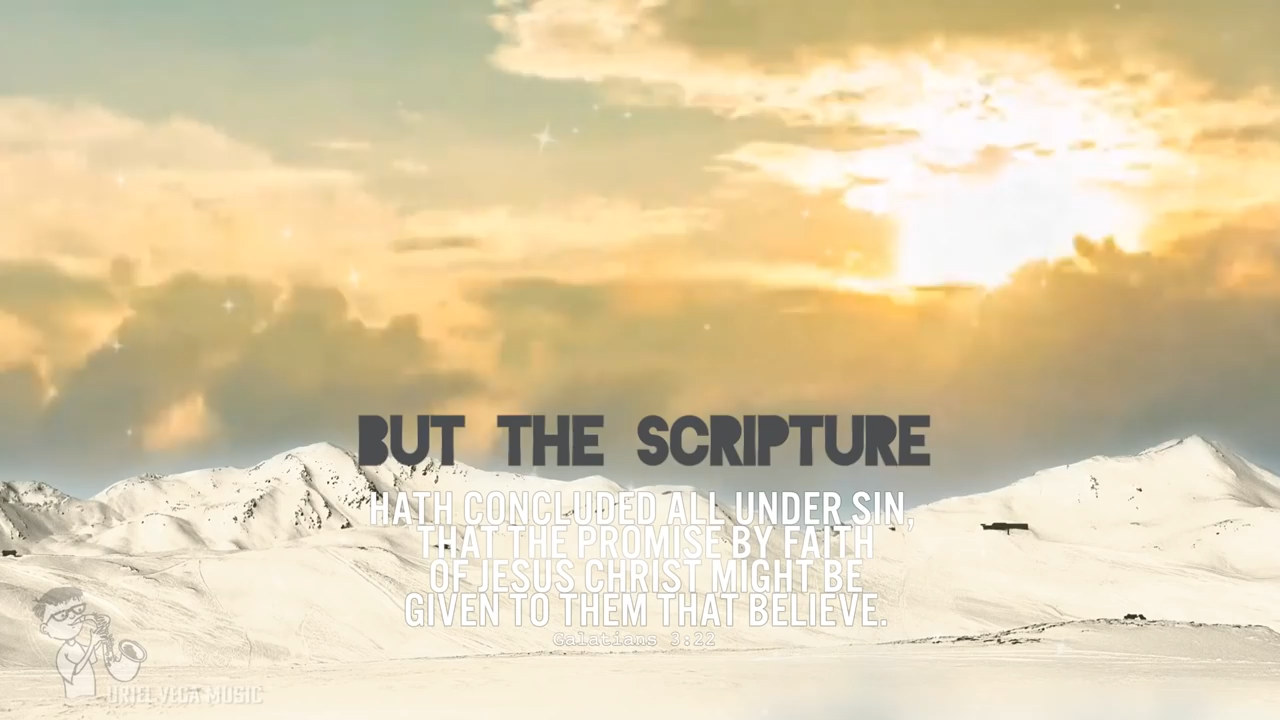 BUT THE SCRIPTURE
HATH CONCLUDED ALL UNDER SIN,
THAT THE PROMISE BY FAITH
OF JESUS CHRIST MIGHT BE
GIVEN TO THEM THAT BELIEVE.
Galatians 3:22
URIEL VEGA MUSIC